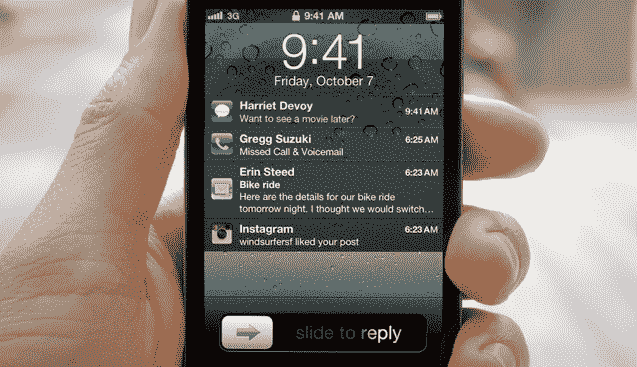 3G 9:41 AM
9:41
Friday, October 7
Harriet Devoy 9:41 AM
Want to see a movie later?
Gregg Suzuki 6:25 AM
Missed Call & Voicemail
Erin Steed 6:23 AM
Bike ride
Here are the details for our bike ride
tomorrow night. I thought we would switch...
Instagram 6:23 AM
windsurfersf liked your post
slide to reply